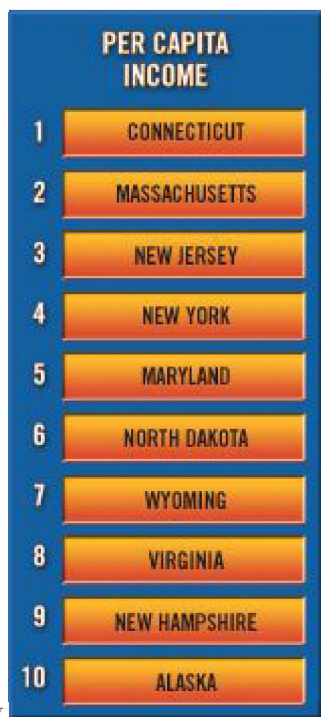 PER CAPITA
INCOME
1 CONNECTICUT
2 MASSACHUSETTS
3 NEW JERSEY
4 NEW YORK
5 MARYLAND
6 NORTH DAKOTA
7 WYOMING
8 VIRGINIA
9 NEW HAMPSHIRE
10 ALASKA